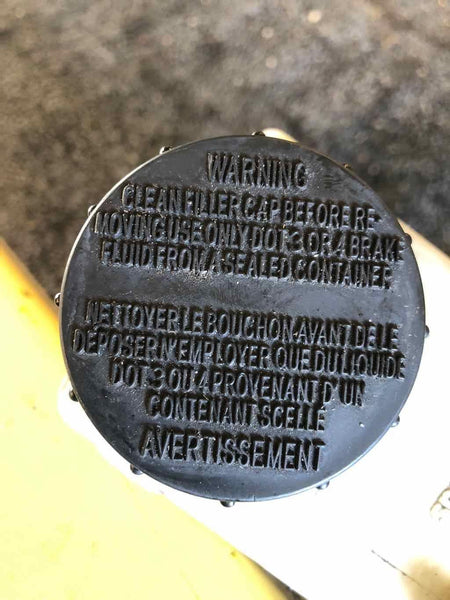 WARNING
CLEAN FILLER CAP BEFORE RE
MOVING USE ONLY DOT 3 OR 4 BRAKE
FLUID FROM A SEALED CONTAINER
NETTOYER LE BOUCHON AVANT DE LE
DEPOSER N'EMPLOYER QUE DU LIQUIDE
DOT 3 OU 4 PROVENANT D'UN
CONTENANT SCELLE
AVERTISSEMENT